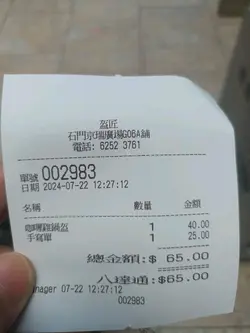 盔匠
石門京瑞廣場G06A舖
電話: 6252 3761
單號 002983
日期 2024-07-22 12:27:12
名稱 數量 金額
咖喱雞鍋盔 1 40.00
手寫單 1 25.00
總金額:$ 65.00
八達通:$65.00
nager 07-22 12:27:12
002983